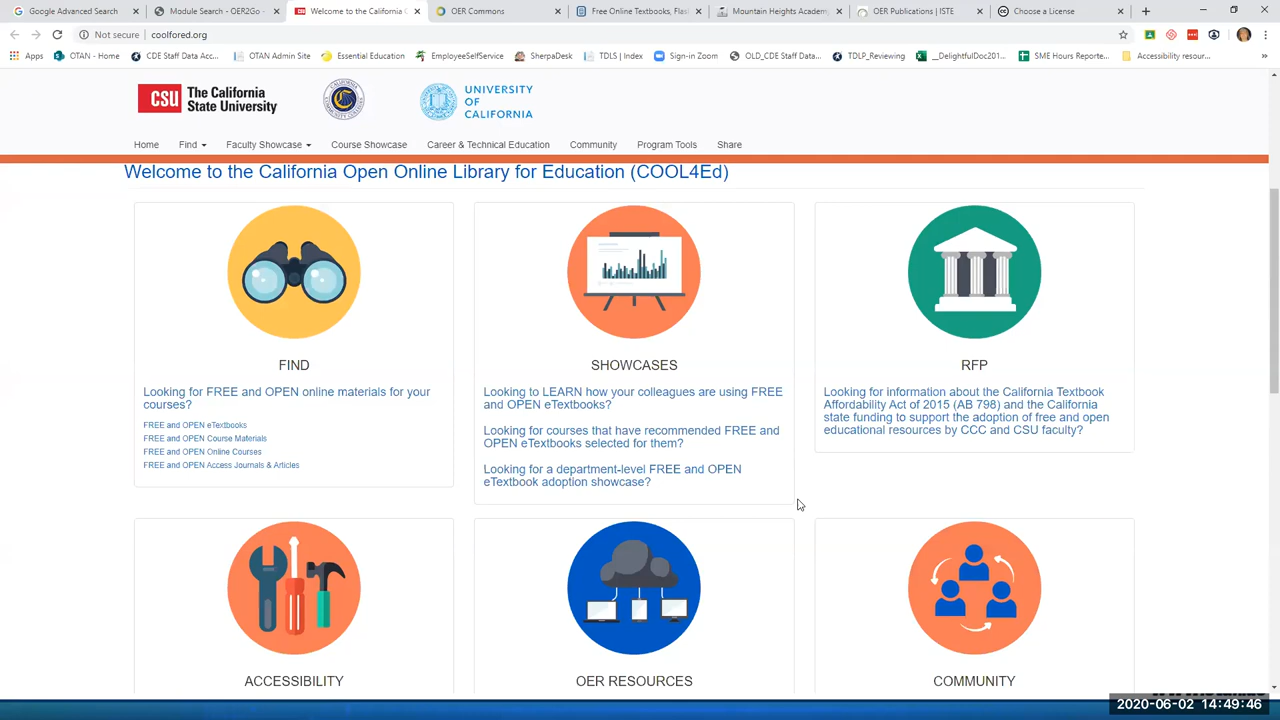 Google Advanced Search
Module Search - OER2Go
Welcome to the California O
OER Commons
Free Online Textbooks, Flas
Mountain Heights Academy
OER Publications | ISTE
Choose a License
Not secure | coolfored.org
Apps
OTAN - Home
CDE Staff Data Acc...
OTAN Admin Site
Essential Education
EmployeeSelfService
SherpaDesk
TDLS | Index
Sign-in Zoom
OLD_CDE Staff Data...
TDLP_Reviewing
__DelightfulDoc201...
SME Hours Reporte...
Accessibility resour...
CSU The California
State University
UNIVERSITY
OF
CALIFORNIA
Home
Find
Faculty Showcase
Course Showcase
Career & Technical Education
Community
Program Tools
Share
Welcome to the California Open Online Library for Education (COOL4Ed)
FIND
Looking for FREE and OPEN online materials for your
courses?
FREE and OPEN eTextbooks
FREE and OPEN Course Materials
FREE and OPEN Online Courses
FREE and OPEN Access Journals & Articles
SHOWCASES
Looking to LEARN how your colleagues are using FREE
and OPEN eTextbooks?
Looking for courses that have recommended FREE and
OPEN eTextbooks selected for them?
Looking for a department-level FREE and OPEN
eTextbook adoption showcase?
RFP
Looking for information about the California Textbook
Affordability Act of 2015 (AB 798) and the California
state funding to support the adoption of free and open
educational resources by CCC and CSU faculty?
ACCESSIBILITY
OER RESOURCES
COMMUNITY
2020-06-02 14:49:46